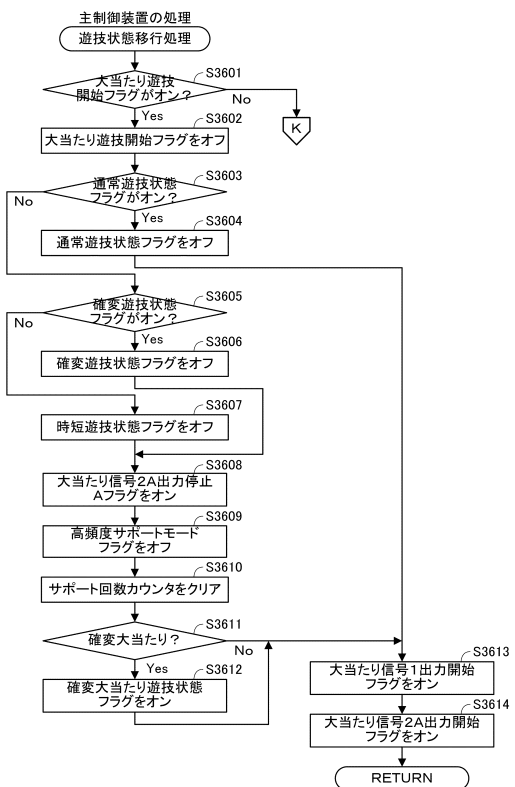 主制御装置の処理
遊技状態移行処理
S3601
大当たり遊技
開始フラグがオン？
No
Yes
K
S3602
大当たり遊技開始フラグをオフ
S3603
通常遊技状態
フラグがオン？
No
Yes
S3604
通常遊技状態フラグをオフ
S3605
確変遊技状態
フラグがオン？
No
Yes
S3606
確変遊技状態フラグをオフ
S3607
時短遊技状態フラグをオフ
S3608
大当たり信号2A出力停止
Aフラグをオン
S3609
高頻度サポートモード
フラグをオフ
S3610
サポート回数カウンタをクリア
S3611
確変大当たり？
No
Yes
S3612
確変大当たり遊技状態
フラグをオン
S3613
大当たり信号1出力開始
フラグをオン
S3614
大当たり信号2A出力開始
フラグをオン
RETURN